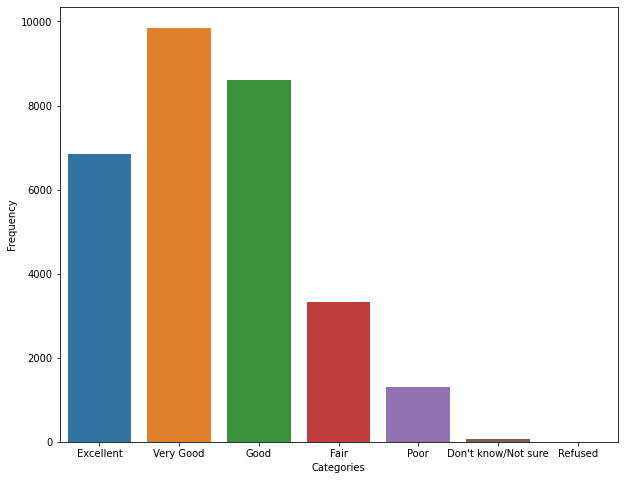 10000
8000
6000
4000
2000
0
Frequency
Excellent Very Good Good Fair Poor Don't know/Not sure Refused
Categories